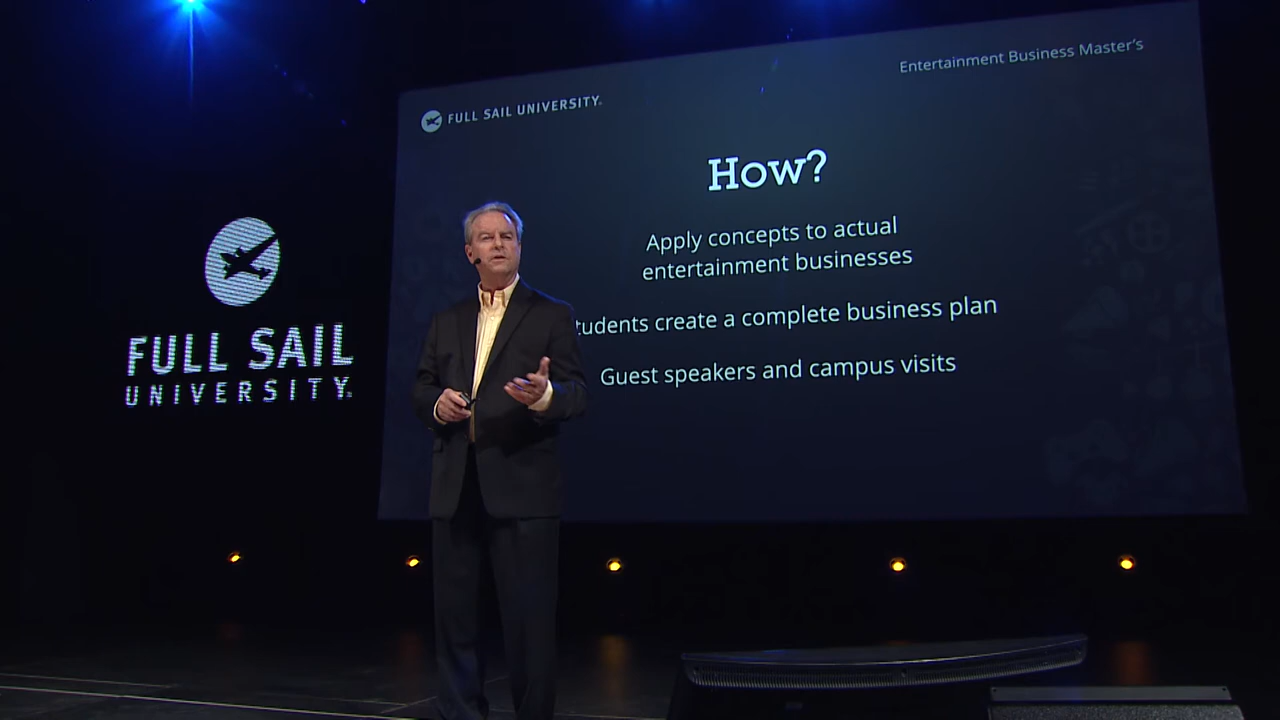 Entertainment Business Master's
FULL SAIL UNIVERSITY.
How?
Apply concepts to actual
entertainment businesses
tudents create a complete business plan
Guest speakers and campus visits
FULL SAIL
UNIVERSITY.